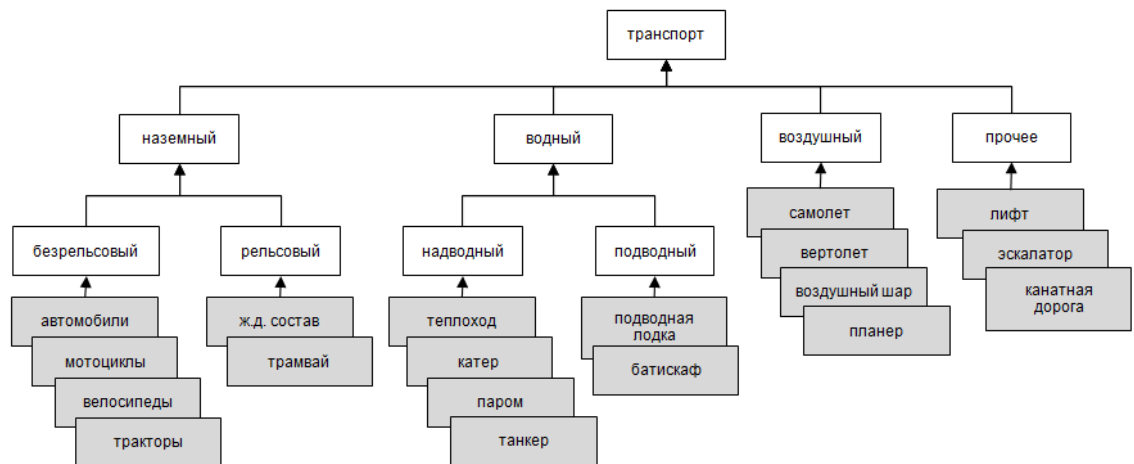 транспорт
наземный
водный
воздушный
прочее
безрельсовый
рельсовый
надводный
подводный
самолет
вертолет
воздушный шар
планер
лифт
эскалатор
канатная
дорога
автомобили
мотоциклы
велосипеды
тракторы
ж.д. состав
трамвай
теплоход
катер
паром
танкер
подводная
лодка
батискаф